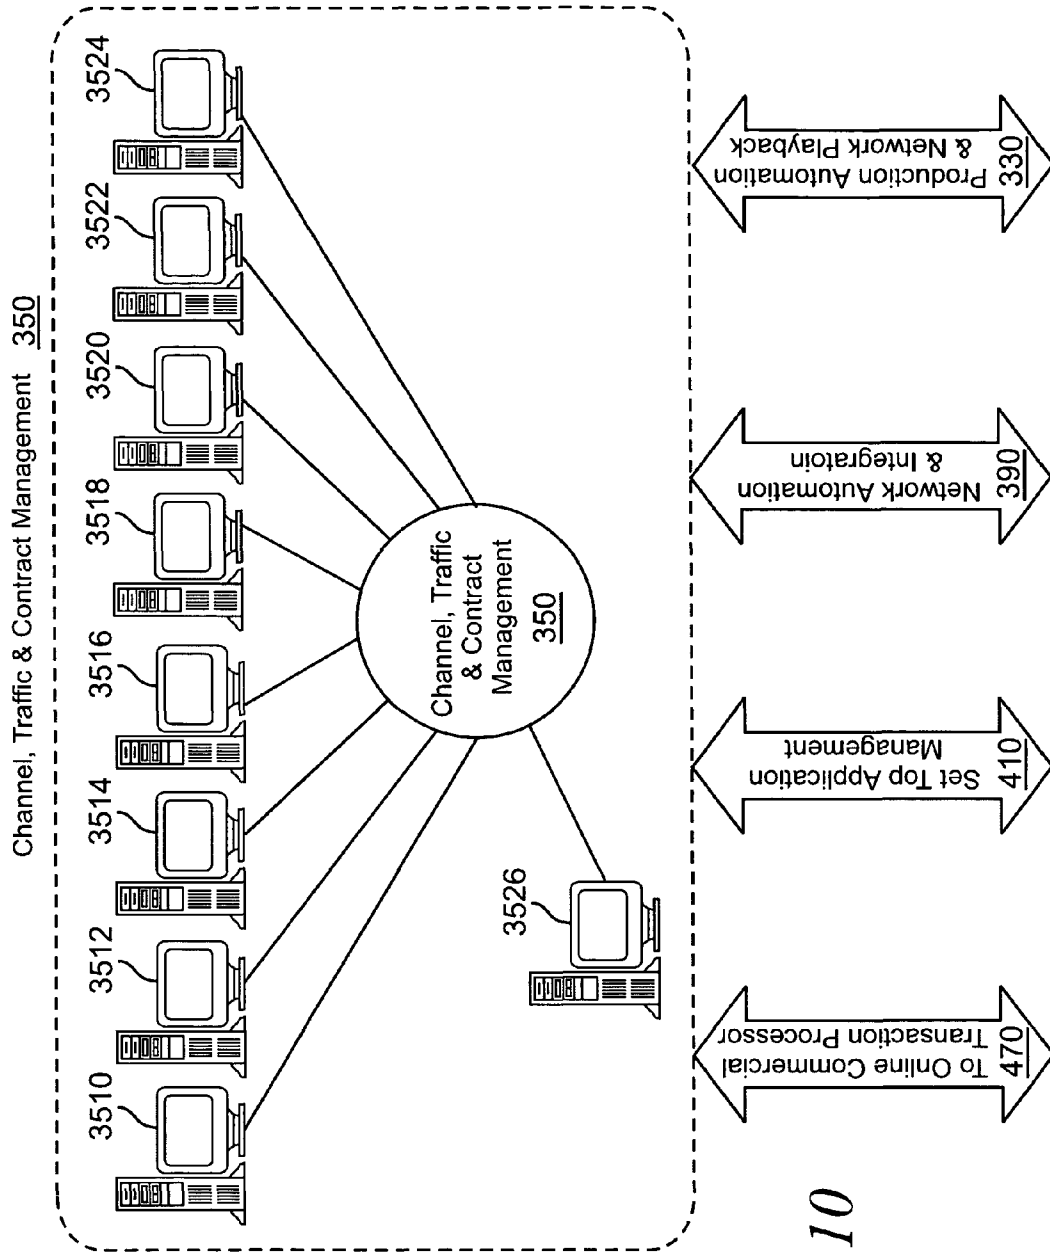 Channel, Traffic & Contract Management 350
3510
3512
3514
3516
3518
3520
3522
3524
Channel, Traffic
& Contract
Management
350
3526
To Online Commercial
Transaction Processor
470
Set Top Application
Management
410
Network Automation
& Integratoin
390
Production Automation
& Network Playback
330
10